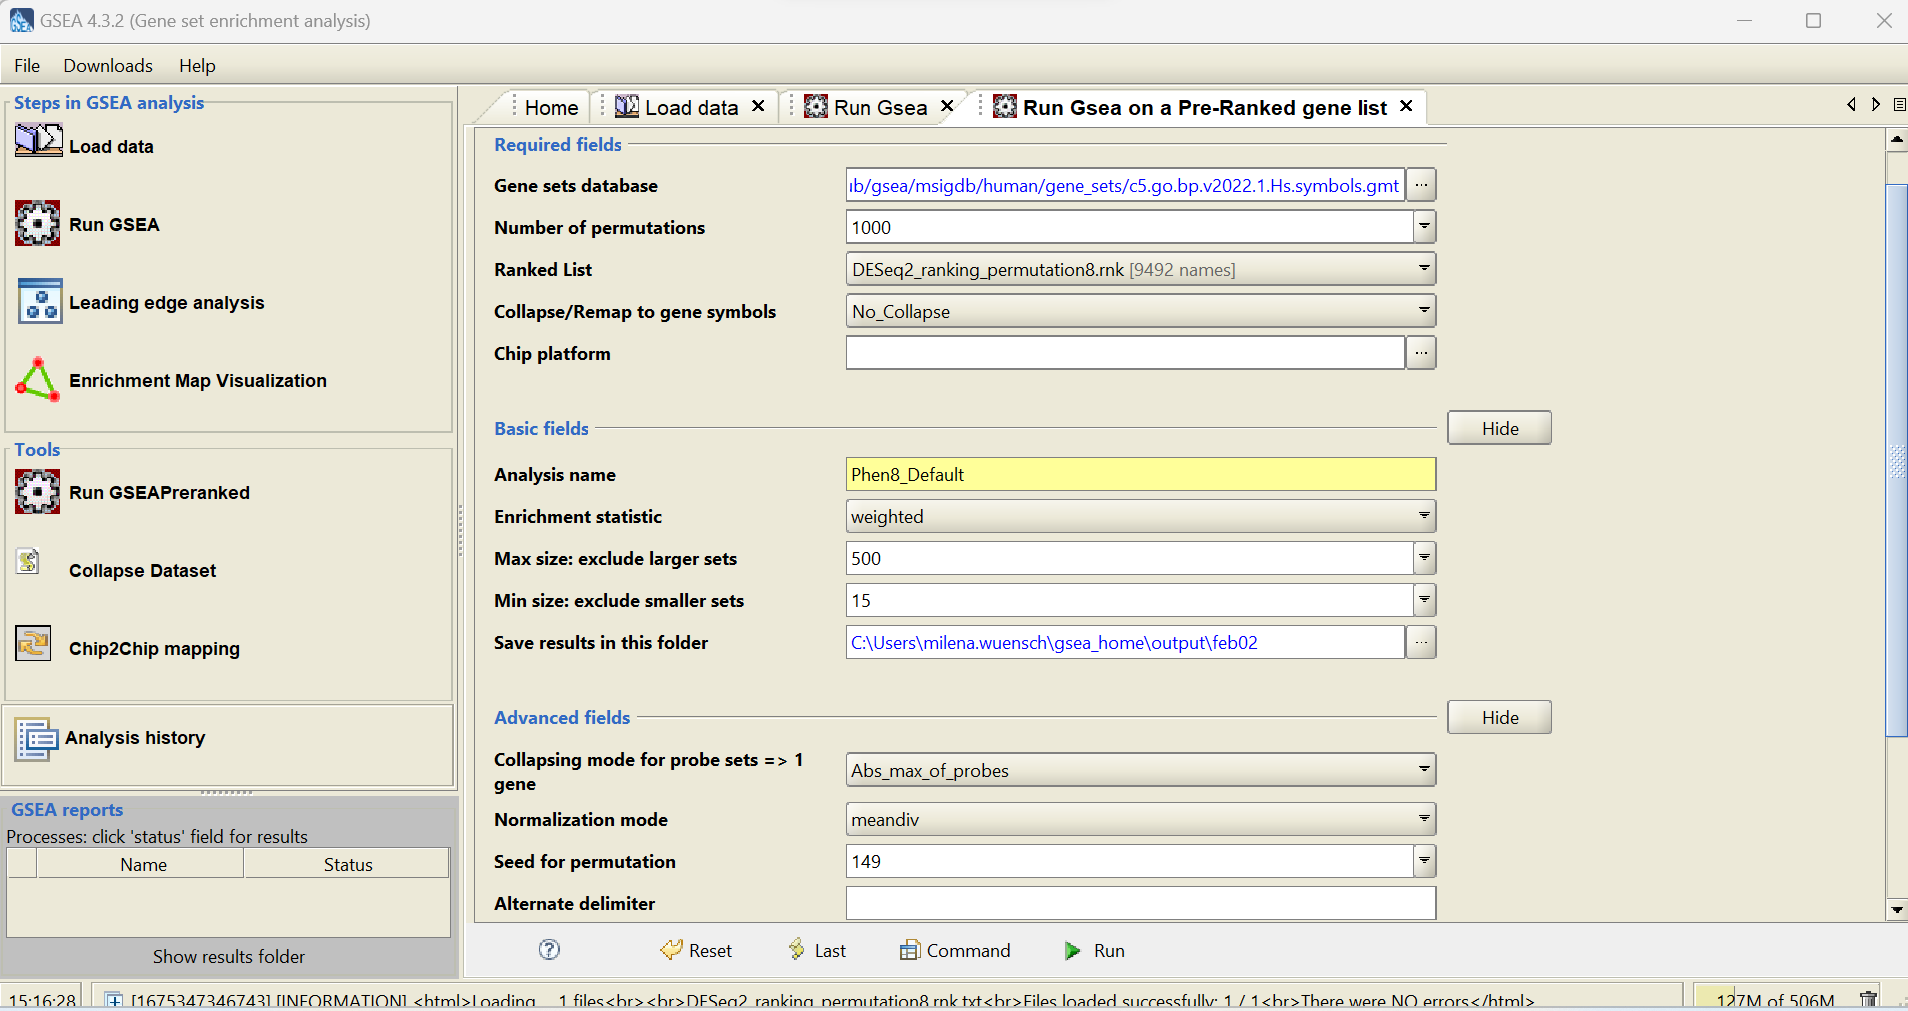 GSEA 4.3.2 (Gene set enrichment analysis)
File Downloads Help
Steps in GSEA analysis
Load data
Run GSEA
Leading edge analysis
Enrichment Map Visualization
Tools
Run GSEAPreranked
Collapse Dataset
Chip2Chip mapping
Analysis history
GSEA reports
Processes: click 'status' field for results
Name Status
Show results folder
Home Load data Run Gsea Run Gsea on a Pre-Ranked gene list
Required fields
Gene sets database ıb/gsea/msigdb/human/gene_sets/c5.go.bp.v2022.1.Hs.symbols.gmt ...
Number of permutations 1000
Ranked List DESeq2_ranking_permutation8.rnk [9492 names]
Collapse/Remap to gene symbols No_Collapse
Chip platform ...
Basic fields Hide
Analysis name Phen8_Default
Enrichment statistic weighted
Max size: exclude larger sets 500
Min size: exclude smaller sets 15
Save results in this folder C:\Users\milena.wuensch\gsea_home\output\feb02 ...
Advanced fields Hide
Collapsing mode for probe sets => 1
gene Abs_max_of_probes
Normalization mode meandiv
Seed for permutation 149
Alternate delimiter
? Reset Last Command Run
15:16:28 [1675347346743] [INFORMATION] <html>Loading ... 1 files<br><br>DESeq2_ranking_permutation8.rnk.txt<br>Files loaded successfully: 1 / 1<br>There were NO errors</html> 127M of 506M